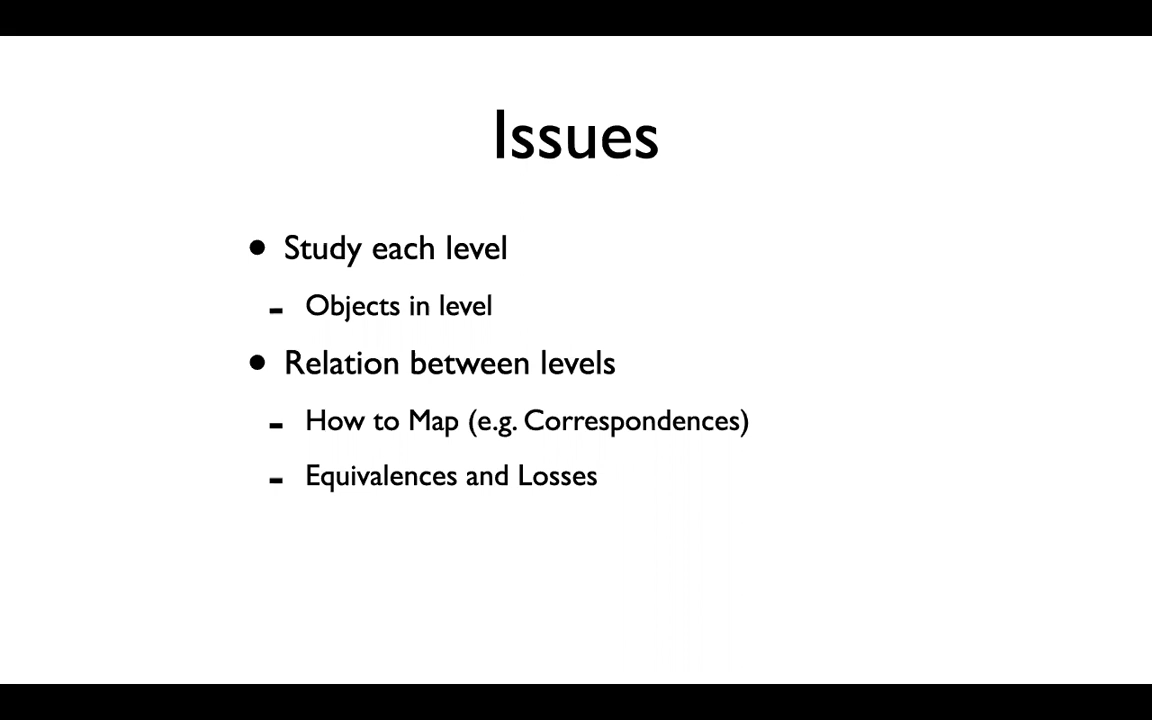 Issues
• Study each level
- Objects in level
• Relation between levels
- How to Map (e.g. Correspondences)
- Equivalences and Losses